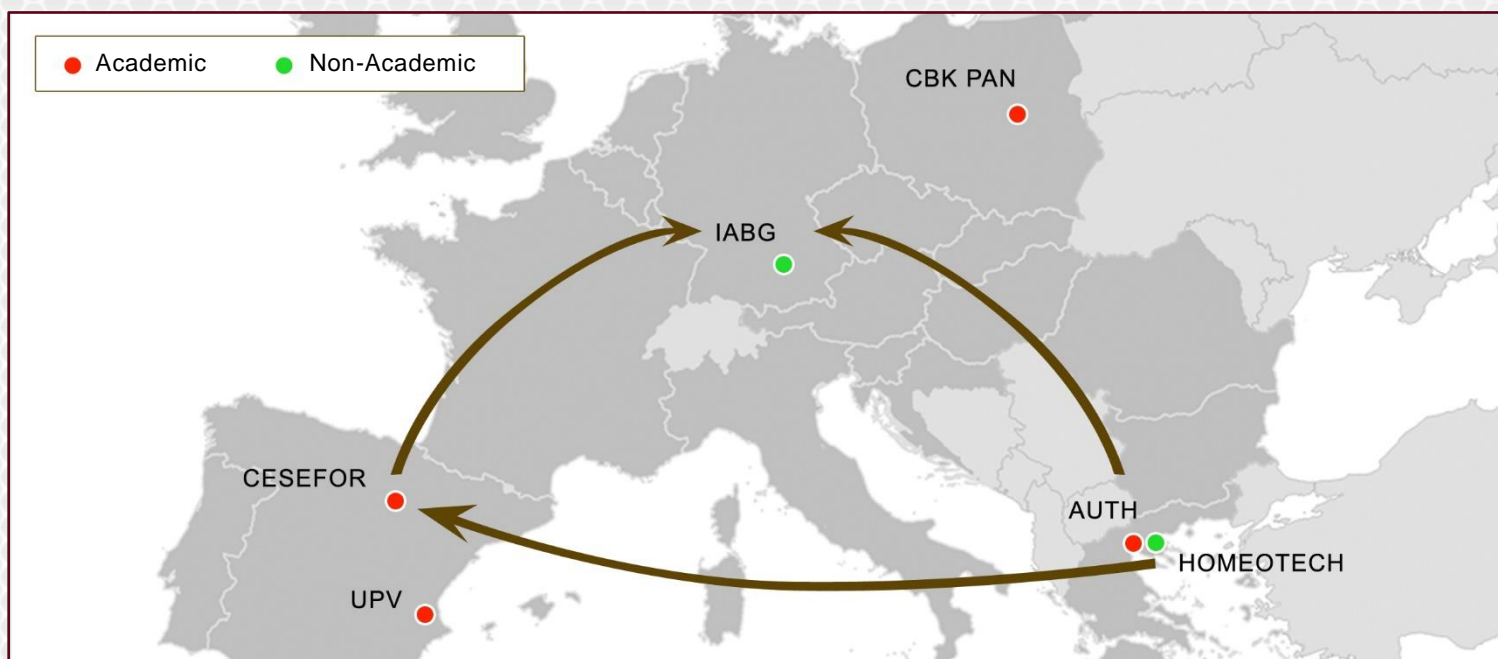 Academic
Non-Academic
CBK PAN
IABG
CESEFOR
AUTH
HOMEOTECH
UPV